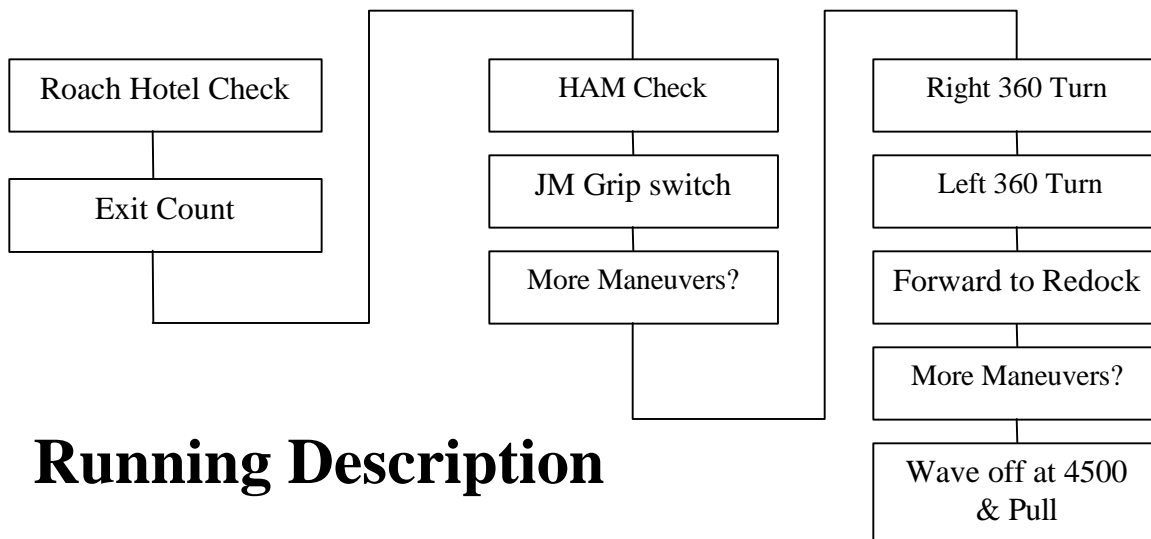 Roach Hotel Check
Exit Count
HAM Check
JM Grip switch
More Maneuvers?
Right 360 Turn
Left 360 Turn
Forward to Redock
More Maneuvers?
Wave off at 4500
& Pull
Running Description